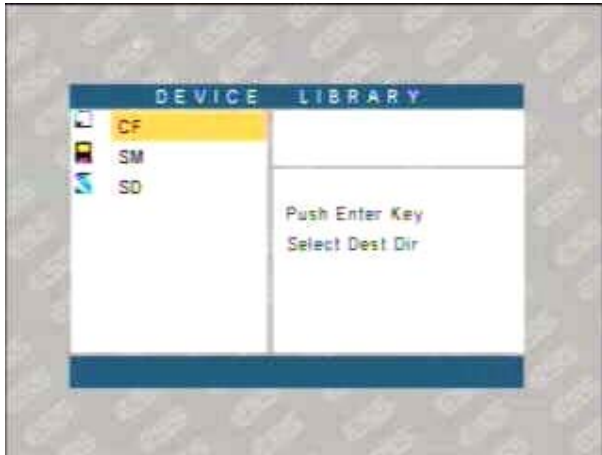 DEVICE LIBRARY
CF
SM
SD
Push Enter Key
Select Dest Dir